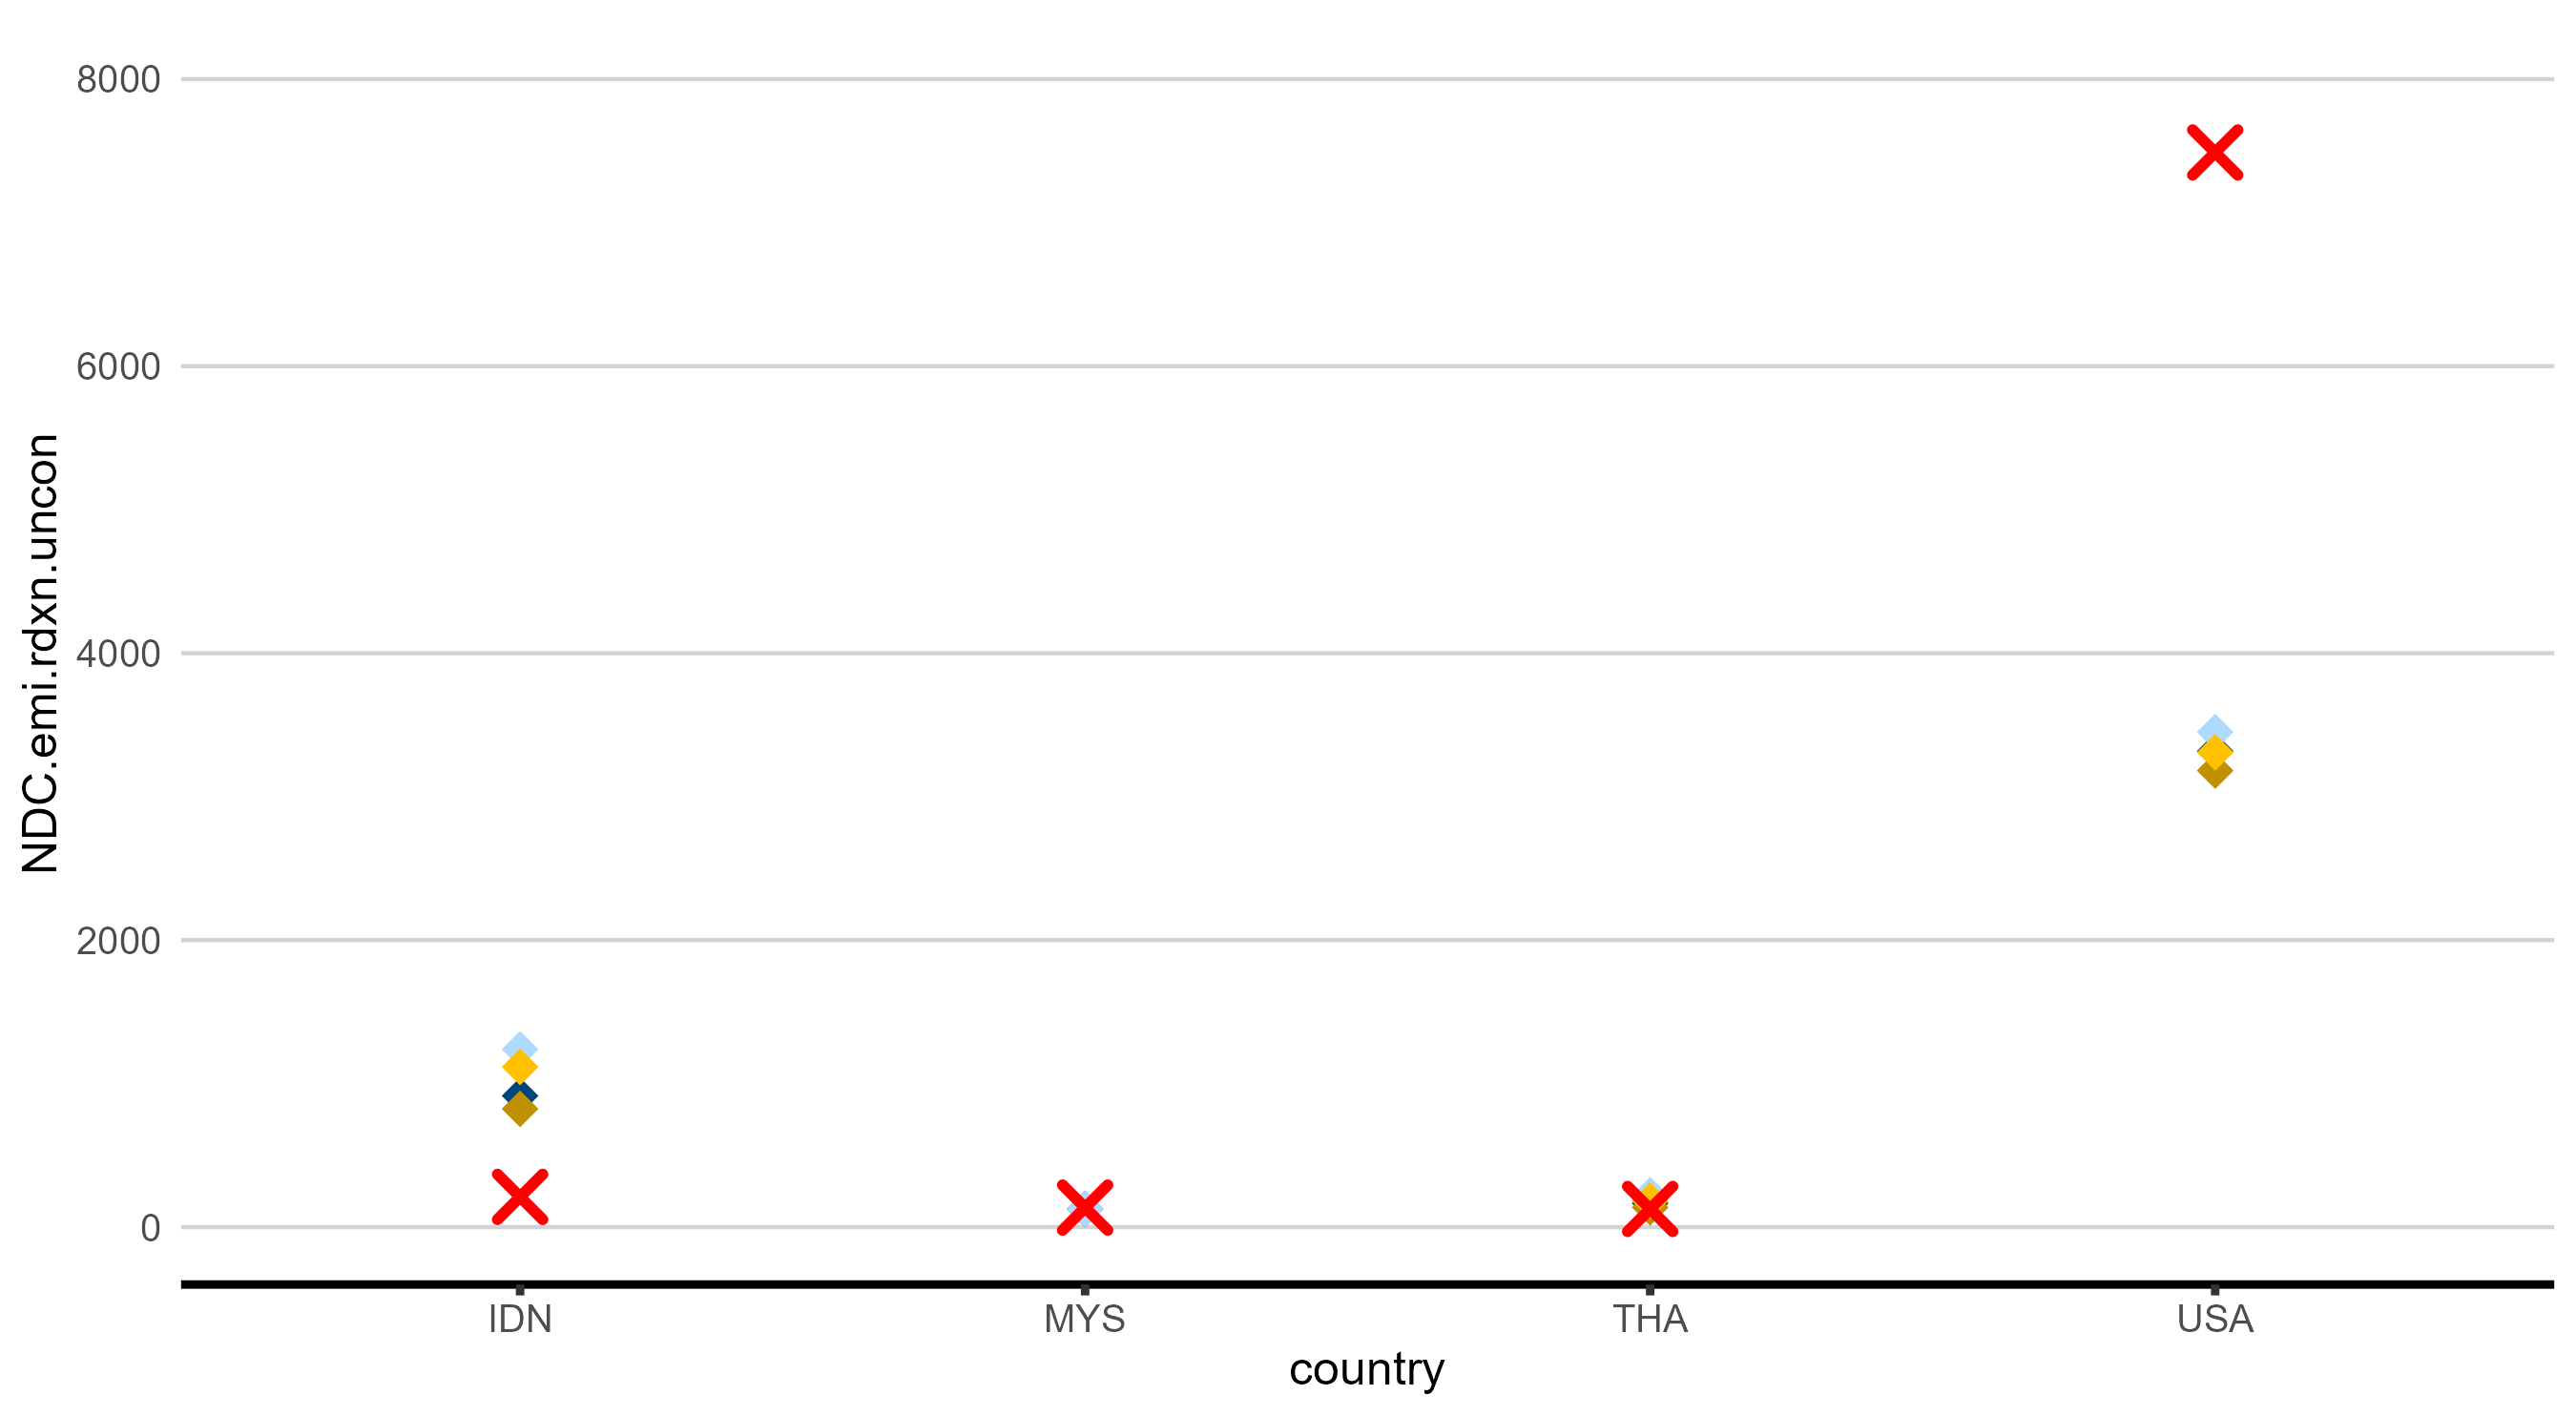 8000
6000
4000
2000
0
NDC.emi.rdxn.uncon
IDN
MYS
THA
USA
country